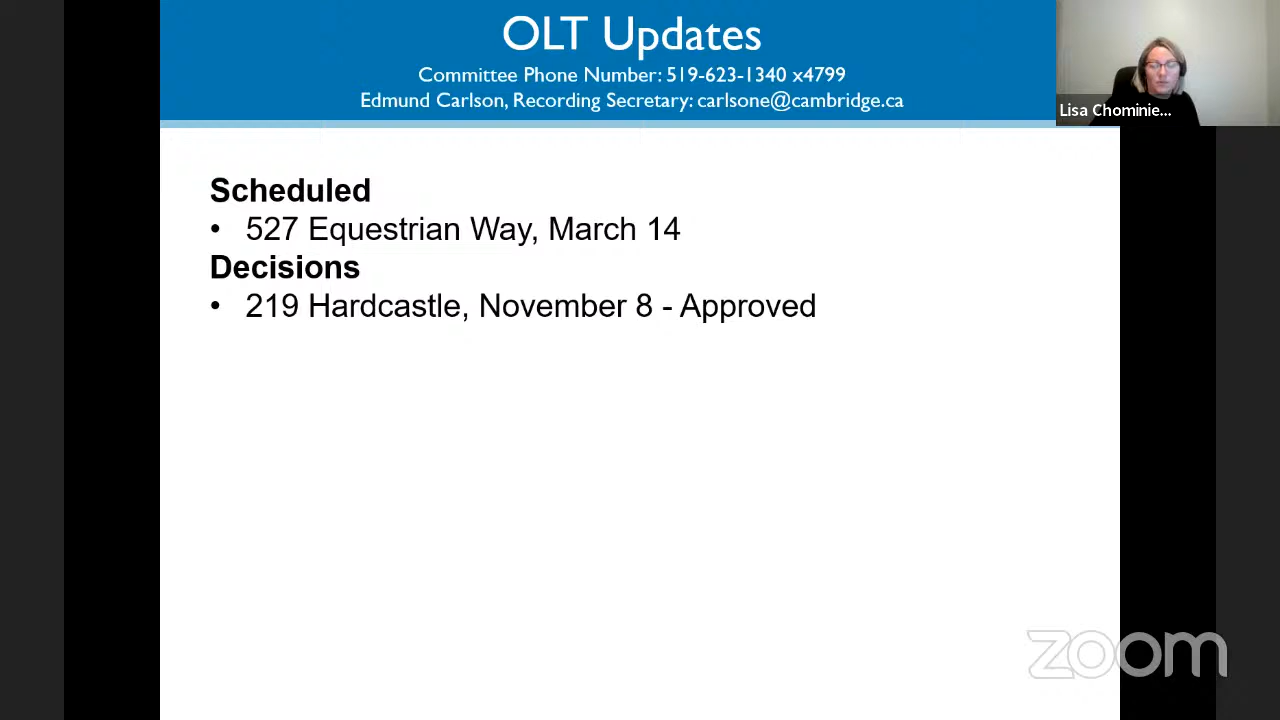 OLT Updates
Committee Phone Number: 519-623-1340 x4799
Edmund Carlson, Recording Secretary: carlsone@cambridge.ca
Lisa Chominie...
Scheduled
• 527 Equestrian Way, March 14
Decisions
• 219 Hardcastle, November 8 - Approved
zoom